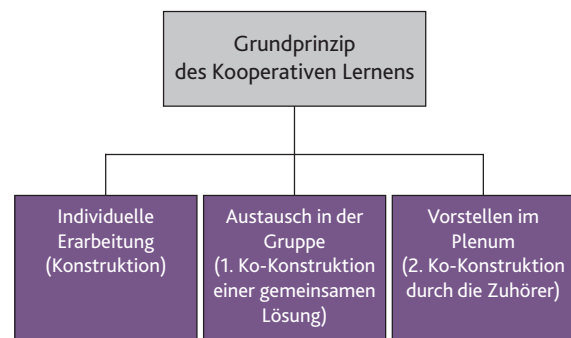 Grundprinzip
des Kooperativen Lernens
Individuelle
Erarbeitung
(Konstruktion)
Austausch in der
Gruppe
(1. Ko-Konstruktion
einer gemeinsamen
Lösung)
Vorstellen im
Plenum
(2. Ko-Konstruktion
durch die Zuhörer)